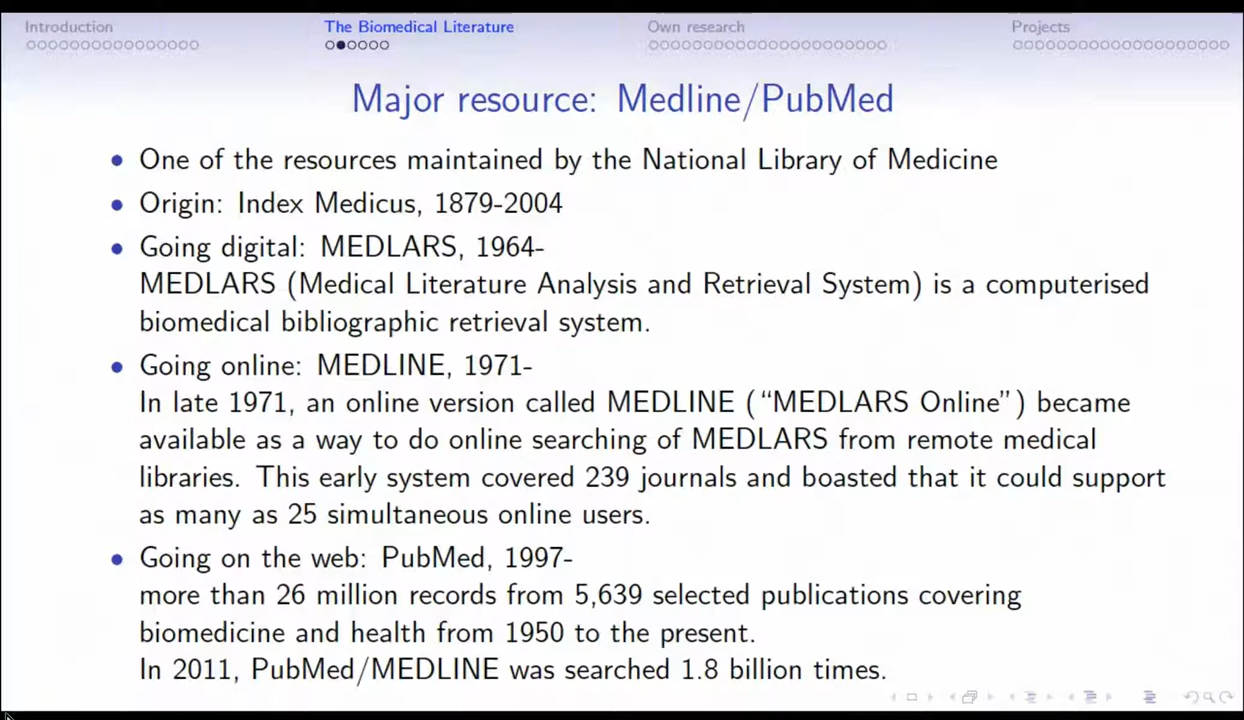 Introduction
The Biomedical Literature
Own research
Projects
Major resource: Medline/PubMed
• One of the resources maintained by the National Library of Medicine
• Origin: Index Medicus, 1879-2004
• Going digital: MEDLARS, 1964-
MEDLARS (Medical Literature Analysis and Retrieval System) is a computerised
biomedical bibliographic retrieval system.
• Going online: MEDLINE, 1971-
In late 1971, an online version called MEDLINE (“MEDLARS Online”) became
available as a way to do online searching of MEDLARS from remote medical
libraries. This early system covered 239 journals and boasted that it could support
as many as 25 simultaneous online users.
• Going on the web: PubMed, 1997-
more than 26 million records from 5,639 selected publications covering
biomedicine and health from 1950 to the present.
In 2011, PubMed/MEDLINE was searched 1.8 billion times.